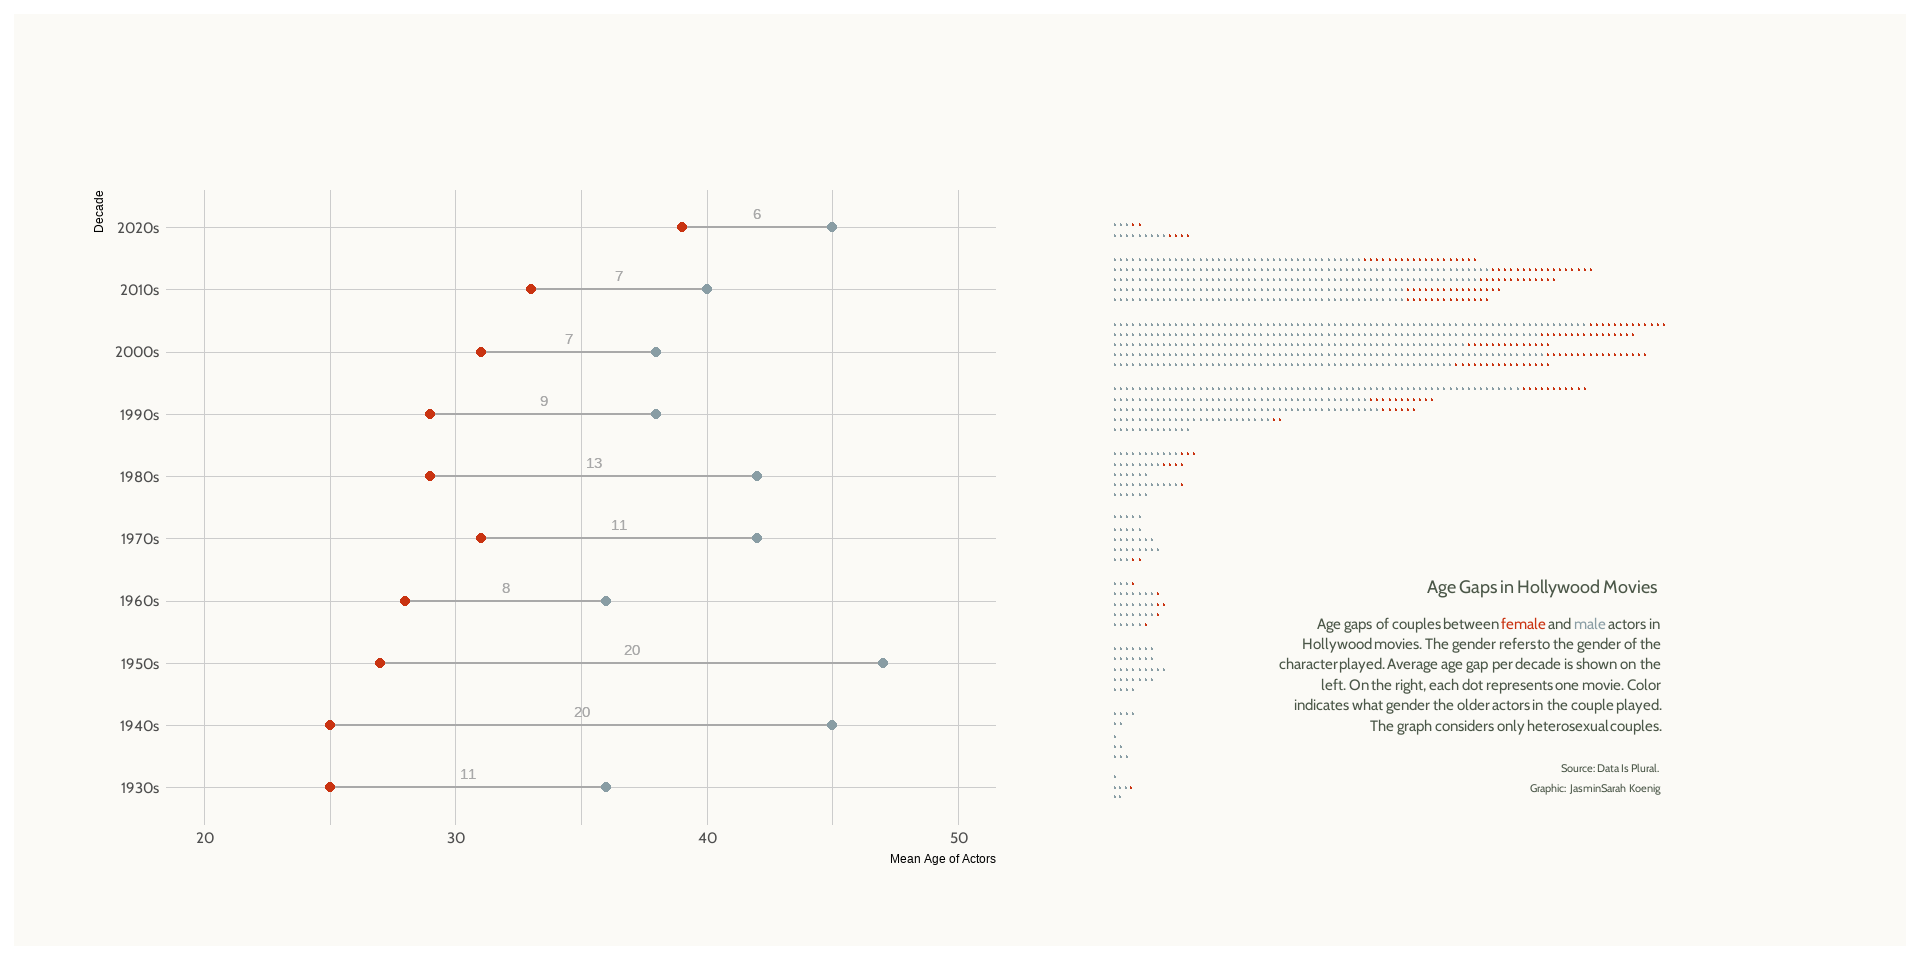 Decade
2020s
6
2010s
7
2000s
7
1990s
9
1980s
13
1970s
11
1960s
8
1950s
20
1940s
20
1930s
11
20 30 40 50
Mean Age of Actors
Age Gaps in Hollywood Movies
Age gaps of couples between female and male actors in
Hollywood movies. The gender refers to the gender of the
character played. Average age gap per decade is shown on the
left. On the right, each dot represents one movie. Color
indicates what gender the older actors in the couple played.
The graph considers only heterosexual couples.
Source: Data Is Plural.
Graphic: JasminSarah Koenig